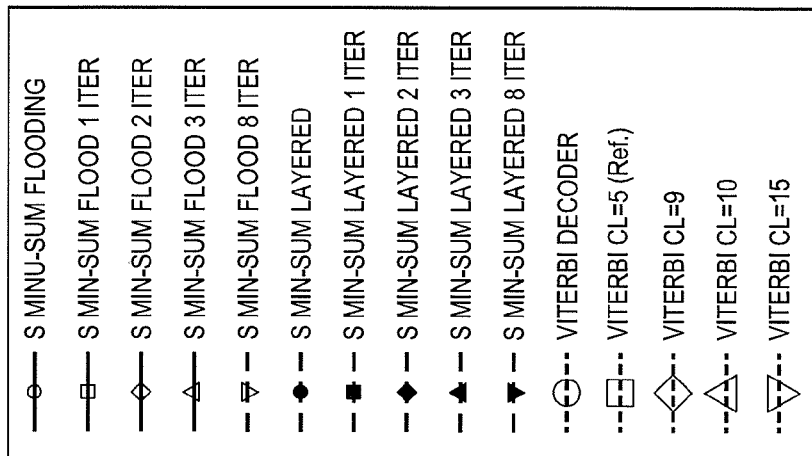 S MINU-SUM FLOODING
S MIN-SUM FLOOD 1 ITER
S MIN-SUM FLOOD 2 ITER
S MIN-SUM FLOOD 3 ITER
S MIN-SUM FLOOD 8 ITER
S MIN-SUM LAYERED
S MIN-SUM LAYERED 1 ITER
S MIN-SUM LAYERED 2 ITER
S MIN-SUM LAYERED 3 ITER
S MIN-SUM LAYERED 8 ITER
VITERBI DECODER
VITERBI CL=5 (Ref.)
VITERBI CL=9
VITERBI CL=10
VITERBI CL=15